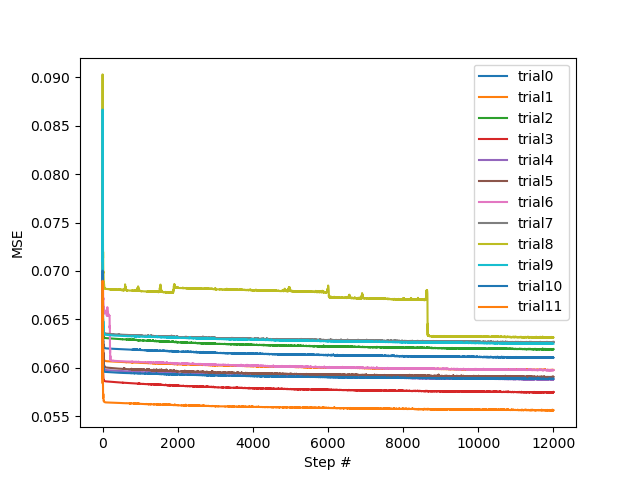 0.090
0.085
0.080
0.075
0.070
0.065
0.060
0.055
MSE
0
2000
4000
6000
8000
10000
12000
Step #
trial0
trial1
trial2
trial3
trial4
trial5
trial6
trial7
trial8
trial9
trial10
trial11